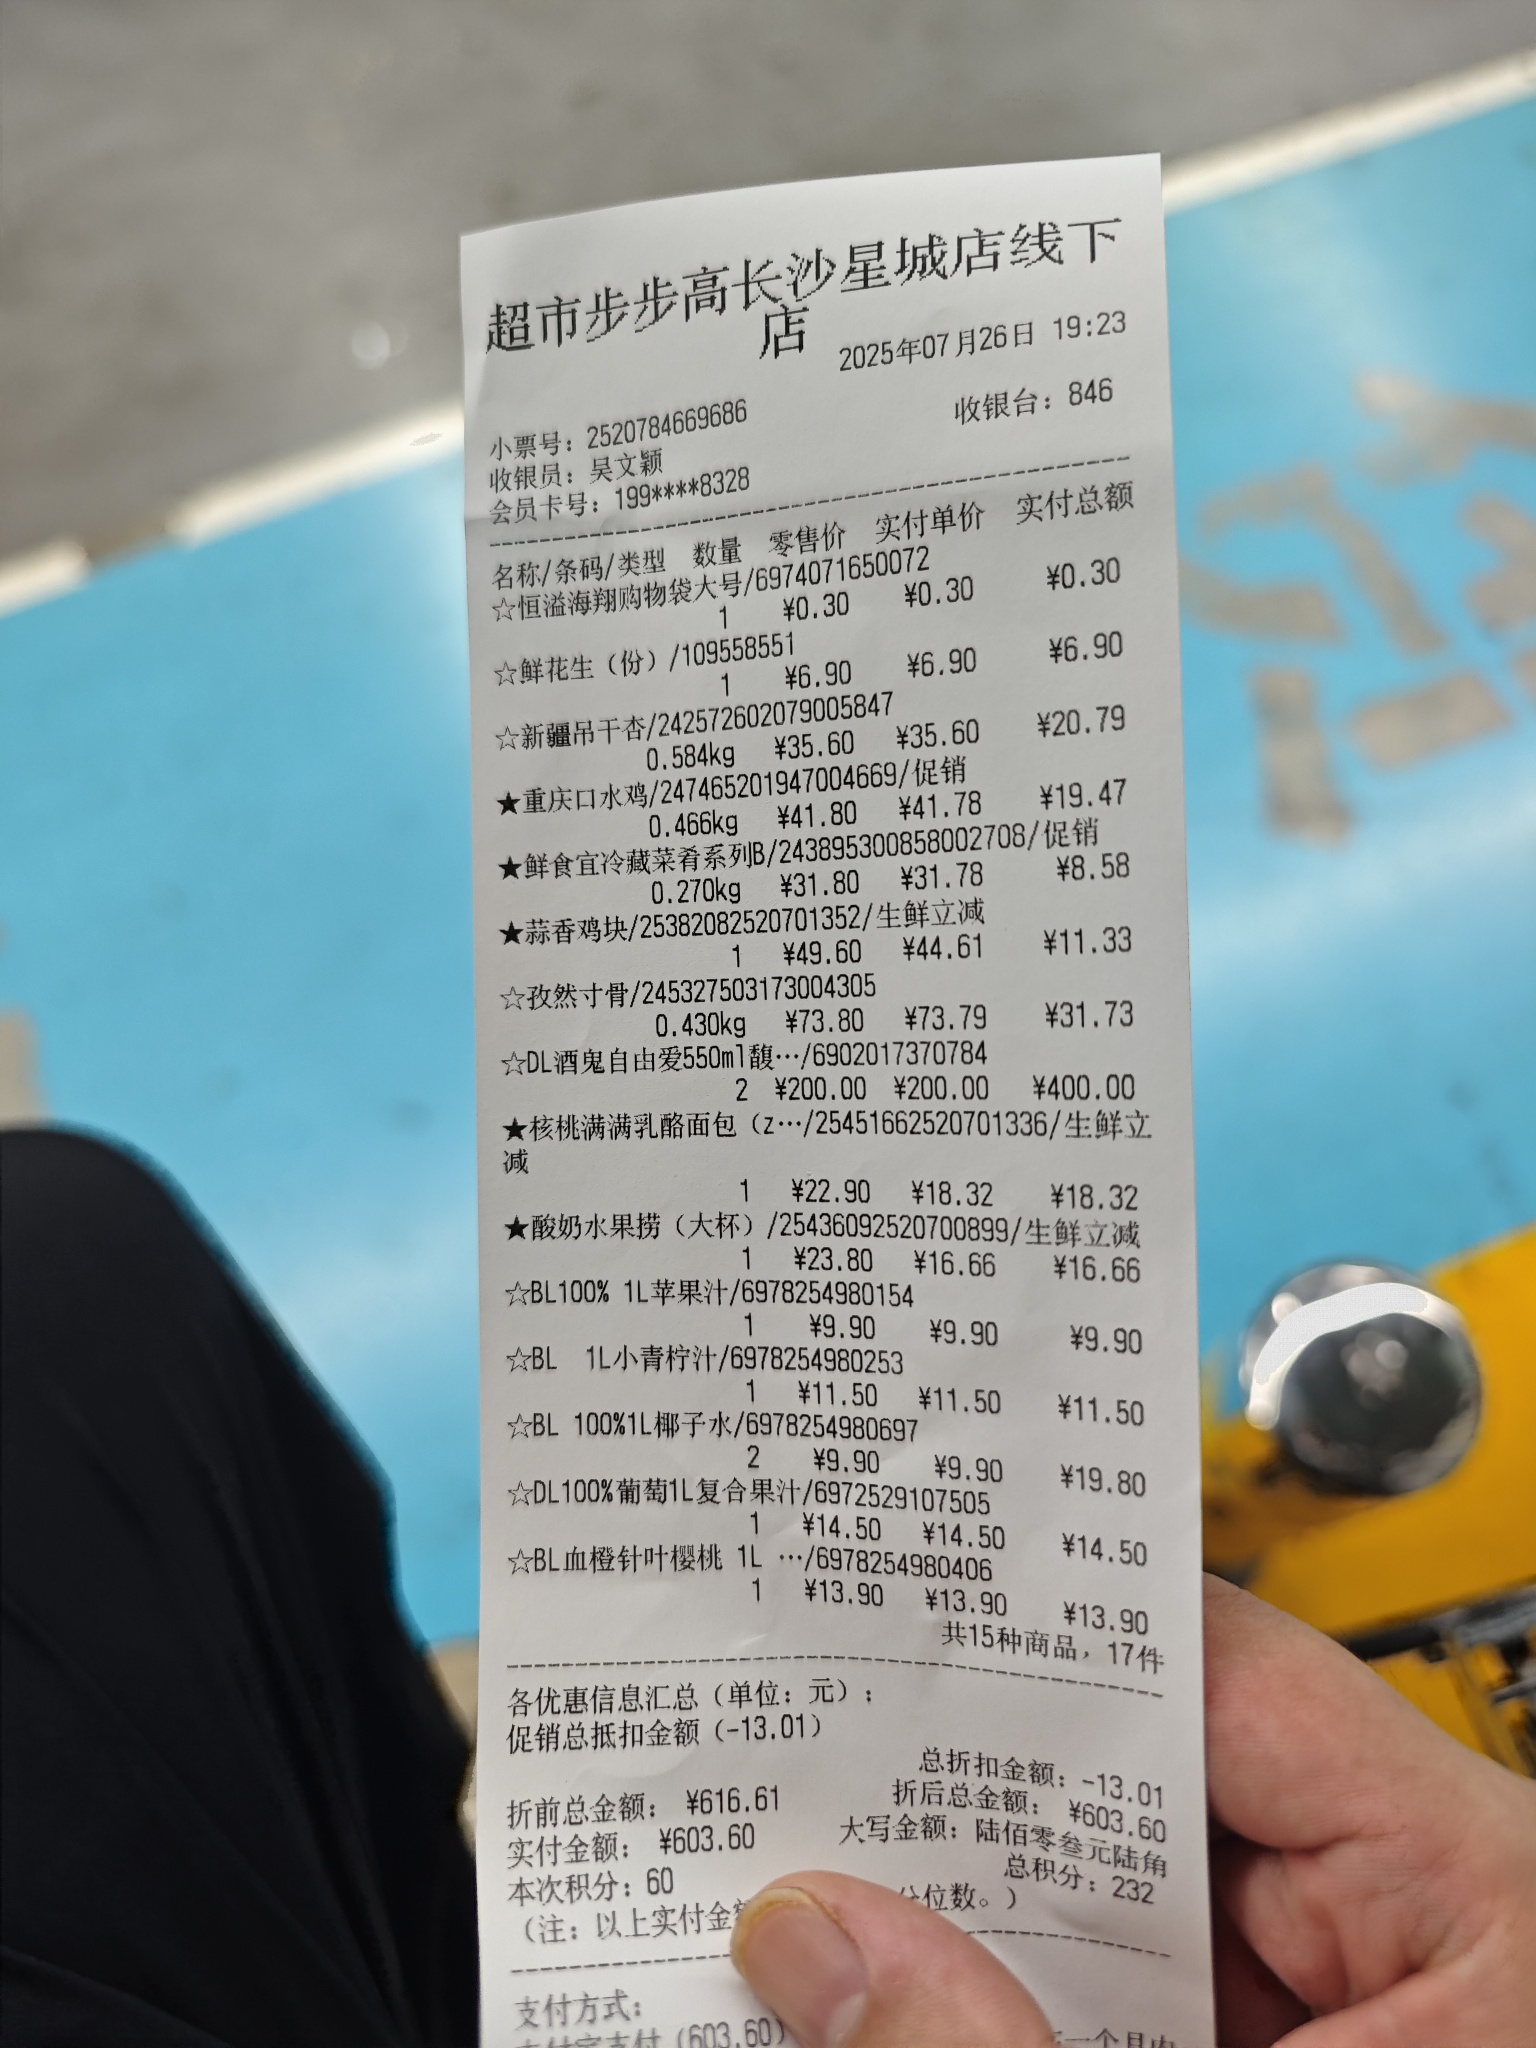 超市步步高长沙星城店线下
店
2025年07月26日 19:23
小票号：2520784669686 收银台：846
收银员：吴文颖
会员卡号：199****8328
名称/条码/类型 数量 零售价 实付单价 实付总额
☆恒溢海翔购物袋大号/6974071650072
1 ¥0.30 ¥0.30 ¥0.30
☆鲜花生（份）/109558551
1 ¥6.90 ¥6.90 ¥6.90
☆新疆吊干杏/242572602079005847
0.584kg ¥35.60 ¥35.60 ¥20.79
★重庆口水鸡/247465201947004669/促销
0.466kg ¥41.80 ¥41.78 ¥19.47
★鲜食宜冷藏菜肴系列B/243895300858002708/促销
0.270kg ¥31.80 ¥31.78 ¥8.58
★蒜香鸡块/25382082520701352/生鲜立减
1 ¥49.60 ¥44.61 ¥11.33
☆孜然寸骨/245327503173004305
0.430kg ¥73.80 ¥73.79 ¥31.73
☆DL酒鬼自由爱550ml馥…/6902017370784
2 ¥200.00 ¥200.00 ¥400.00
★核桃满满乳酪面包（z…/25451662520701336/生鲜立
减
1 ¥22.90 ¥18.32 ¥18.32
★酸奶水果捞（大杯）/25436092520700899/生鲜立减
1 ¥23.80 ¥16.66 ¥16.66
☆BL100% 1L苹果汁/6978254980154
1 ¥9.90 ¥9.90 ¥9.90
☆BL 1L小青柠汁/6978254980253
1 ¥11.50 ¥11.50 ¥11.50
☆BL 100%1L椰子水/6978254980697
2 ¥9.90 ¥9.90 ¥19.80
☆DL100%葡萄1L复合果汁/6972529107505
1 ¥14.50 ¥14.50 ¥14.50
☆BL血橙针叶樱桃 1L …/6978254980406
1 ¥13.90 ¥13.90 ¥13.90
共15种商品，17件
各优惠信息汇总（单位：元）；
促销总抵扣金额（-13.01）
总折扣金额：-13.01
折前总金额： ¥616.61 折后总金额： ¥603.60
实付金额： ¥603.60 大写金额：陆佰零叁元陆角
本次积分：60 总积分：232
（注：以上实付金 分位数。）
支付方式：
支付宝支付（603.60） 一个月内